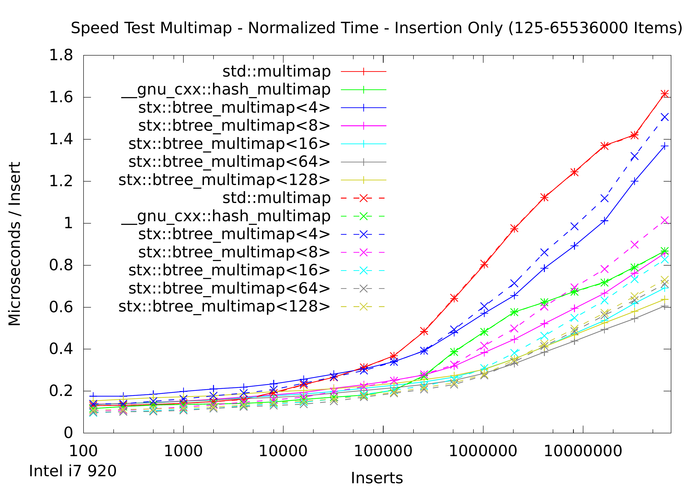 Speed Test Multimap - Normalized Time - Insertion Only (125-65536000 Items)
1.8
1.6
1.4
1.2
1
0.8
0.6
0.4
0.2
0
Microseconds / Insert
std::multimap
__gnu_cxx::hash_multimap
stx::btree_multimap<4>
stx::btree_multimap<8>
stx::btree_multimap<16>
stx::btree_multimap<64>
stx::btree_multimap<128>
std::multimap
__gnu_cxx::hash_multimap
stx::btree_multimap<4>
stx::btree_multimap<8>
stx::btree_multimap<16>
stx::btree_multimap<64>
stx::btree_multimap<128>
100 1000 10000 100000 1000000 10000000
Inserts
Intel i7 920